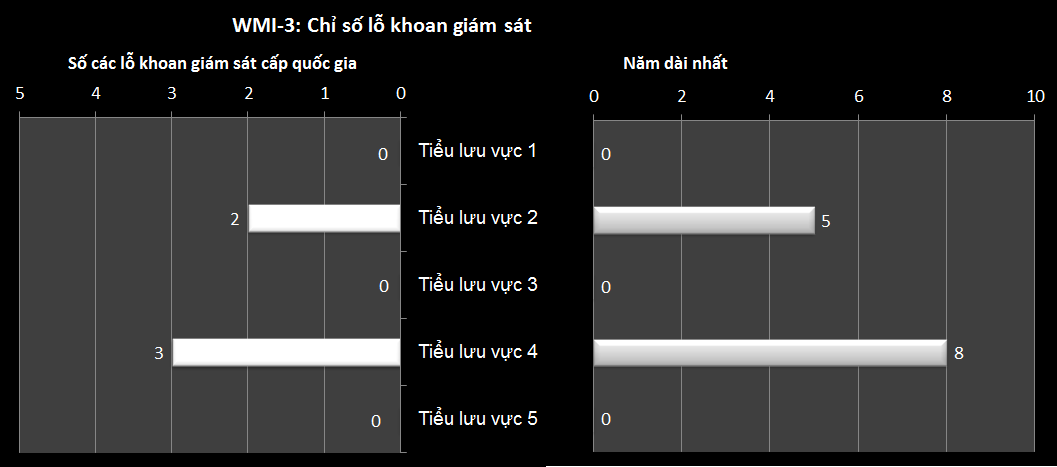 WMI-3: Chỉ số lỗ khoan giám sát
Số các lỗ khoan giám sát cấp quốc gia
Năm dài nhất
5 4 3 2 1 0
0 2 4 6 8 10
0 Tiểu lưu vực 1 0
2 Tiểu lưu vực 2 5
0 Tiểu lưu vực 3 0
3 Tiểu lưu vực 4 8
0 Tiểu lưu vực 5 0